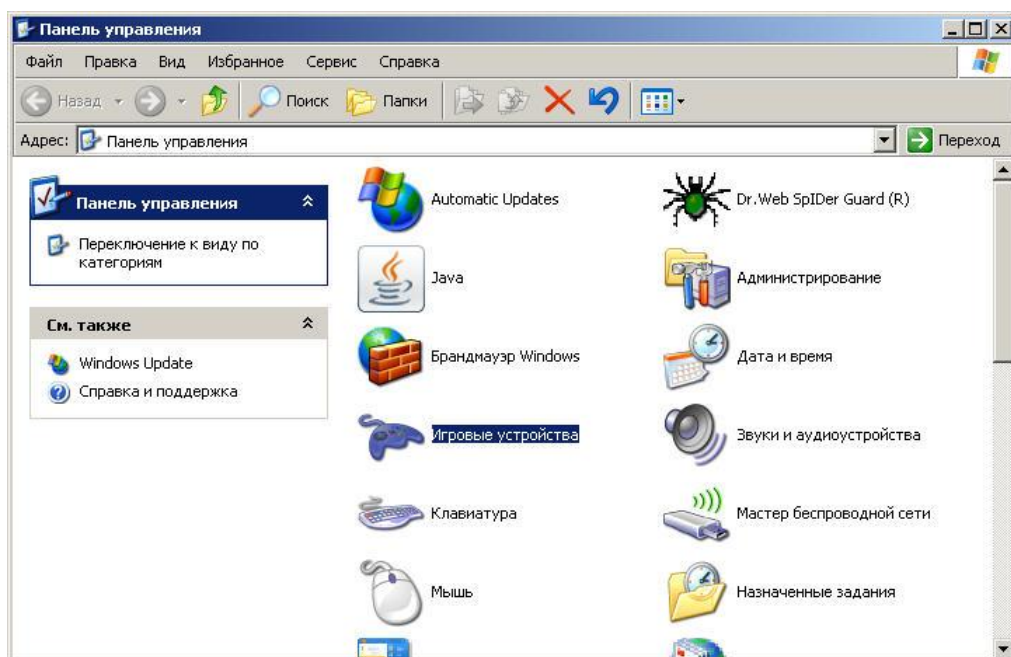 Панель управления
Файл Правка Вид Избранное Сервис Справка
Назад Поиск Папки
Адрес: Панель управления Переход
Панель управления
Переключение к виду по
категориям
См. также
Windows Update
Справка и поддержка
Automatic Updates
Dr.Web SpIDer Guard (R)
Java
Администрирование
Брандмауэр Windows
Дата и время
Игровые устройства
Звуки и аудиоустройства
Клавиатура
Мастер беспроводной сети
Мышь
Назначенные задания